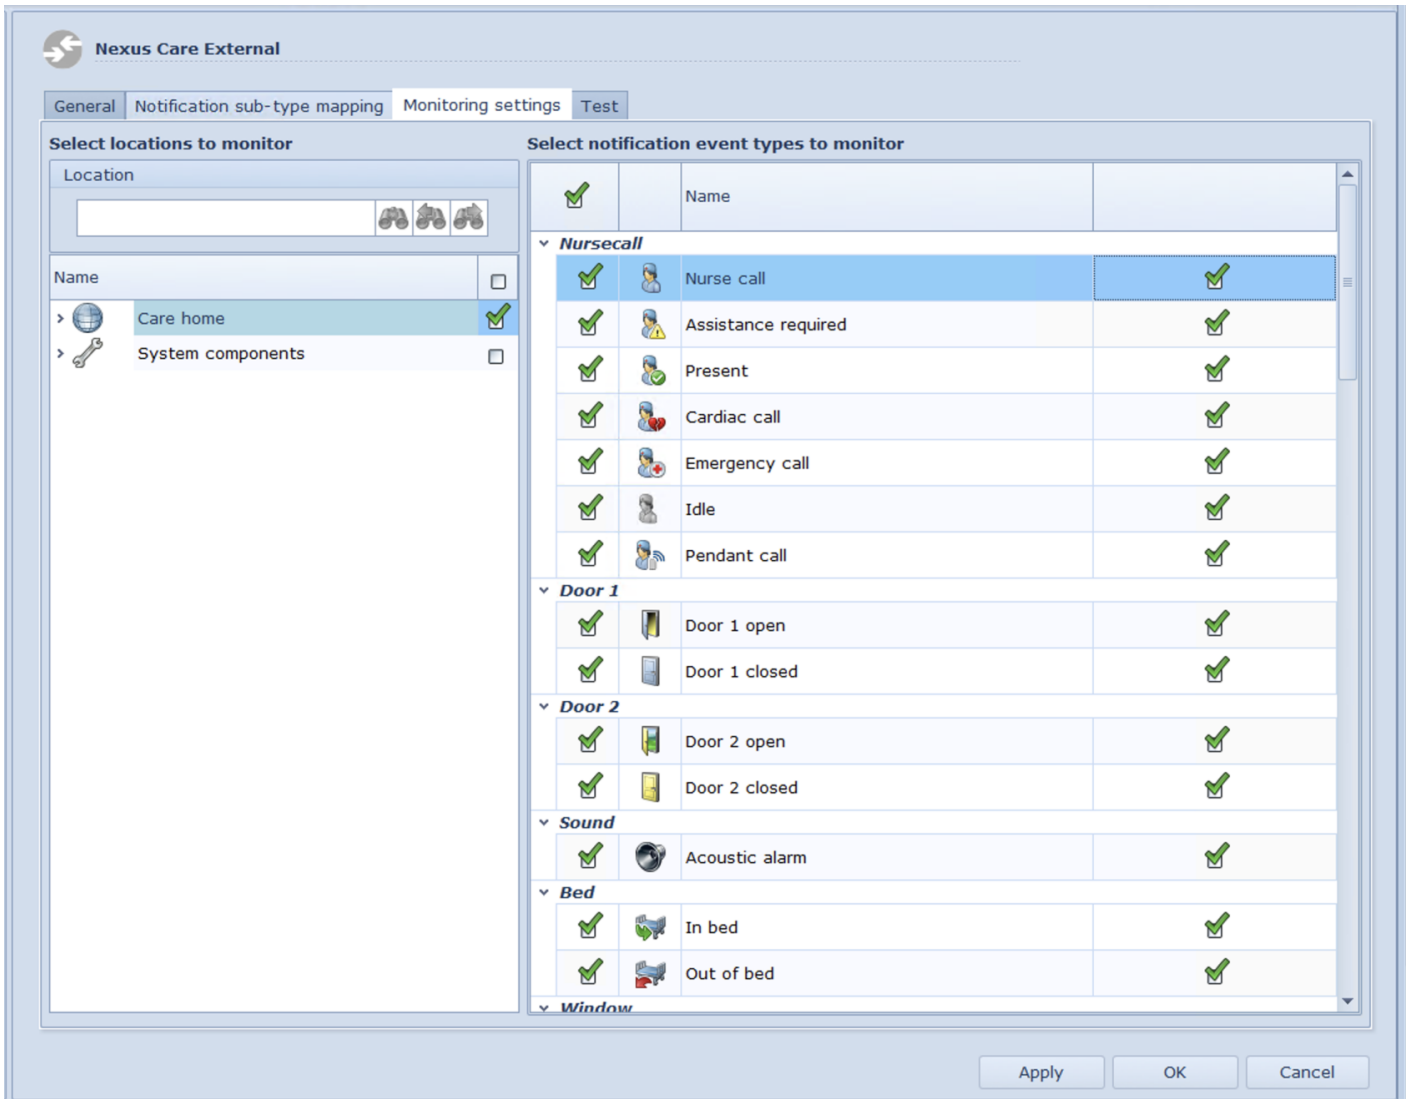 Nexus Care External
General
Notification sub-type mapping
Monitoring settings
Test
Select locations to monitor
Location
Name
Care home
System components
Select notification event types to monitor
Name
Nursecall
Nurse call
Assistance required
Present
Cardiac call
Emergency call
Idle
Pendant call
Door 1
Door 1 open
Door 1 closed
Door 2
Door 2 open
Door 2 closed
Sound
Acoustic alarm
Bed
In bed
Out of bed
Window
Apply
OK
Cancel